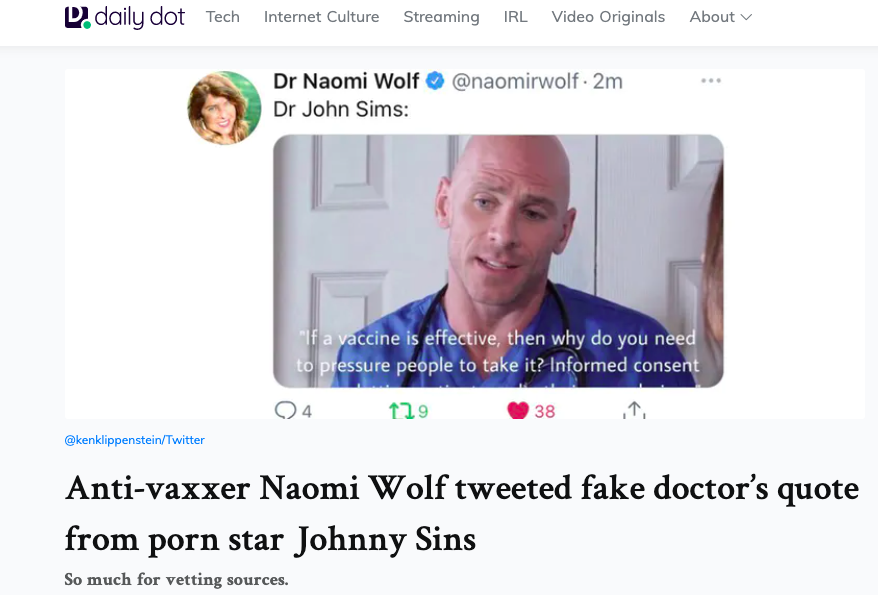 daily dot Tech Internet Culture Streaming IRL Video Originals About
Dr Naomi Wolf @naomirwolf · 2m
Dr John Sims:
"If a vaccine is effective, then why do you need
to pressure people to take it? Informed consent
4 9 38
@kenklippenstein/Twitter
Anti-vaxxer Naomi Wolf tweeted fake doctor's quote
from porn star Johnny Sins
So much for vetting sources.